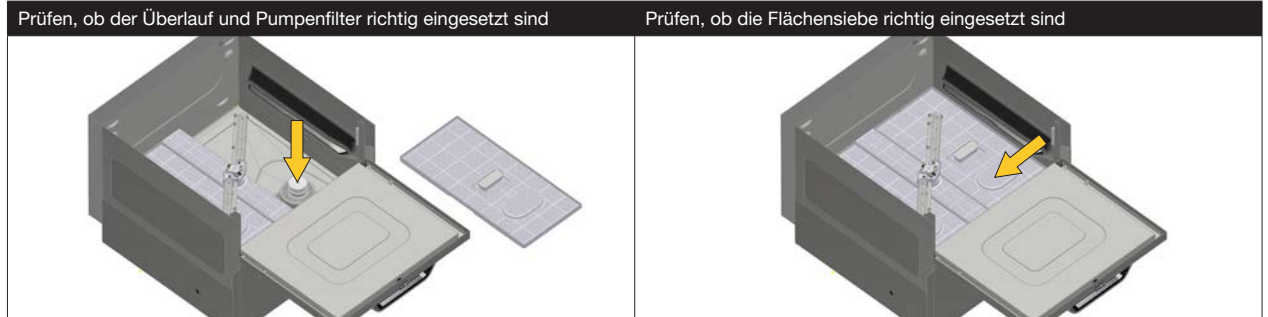 Prüfen, ob der Überlauf und Pumpenfilter richtig eingesetzt sind
Prüfen, ob die Flächensiebe richtig eingesetzt sind